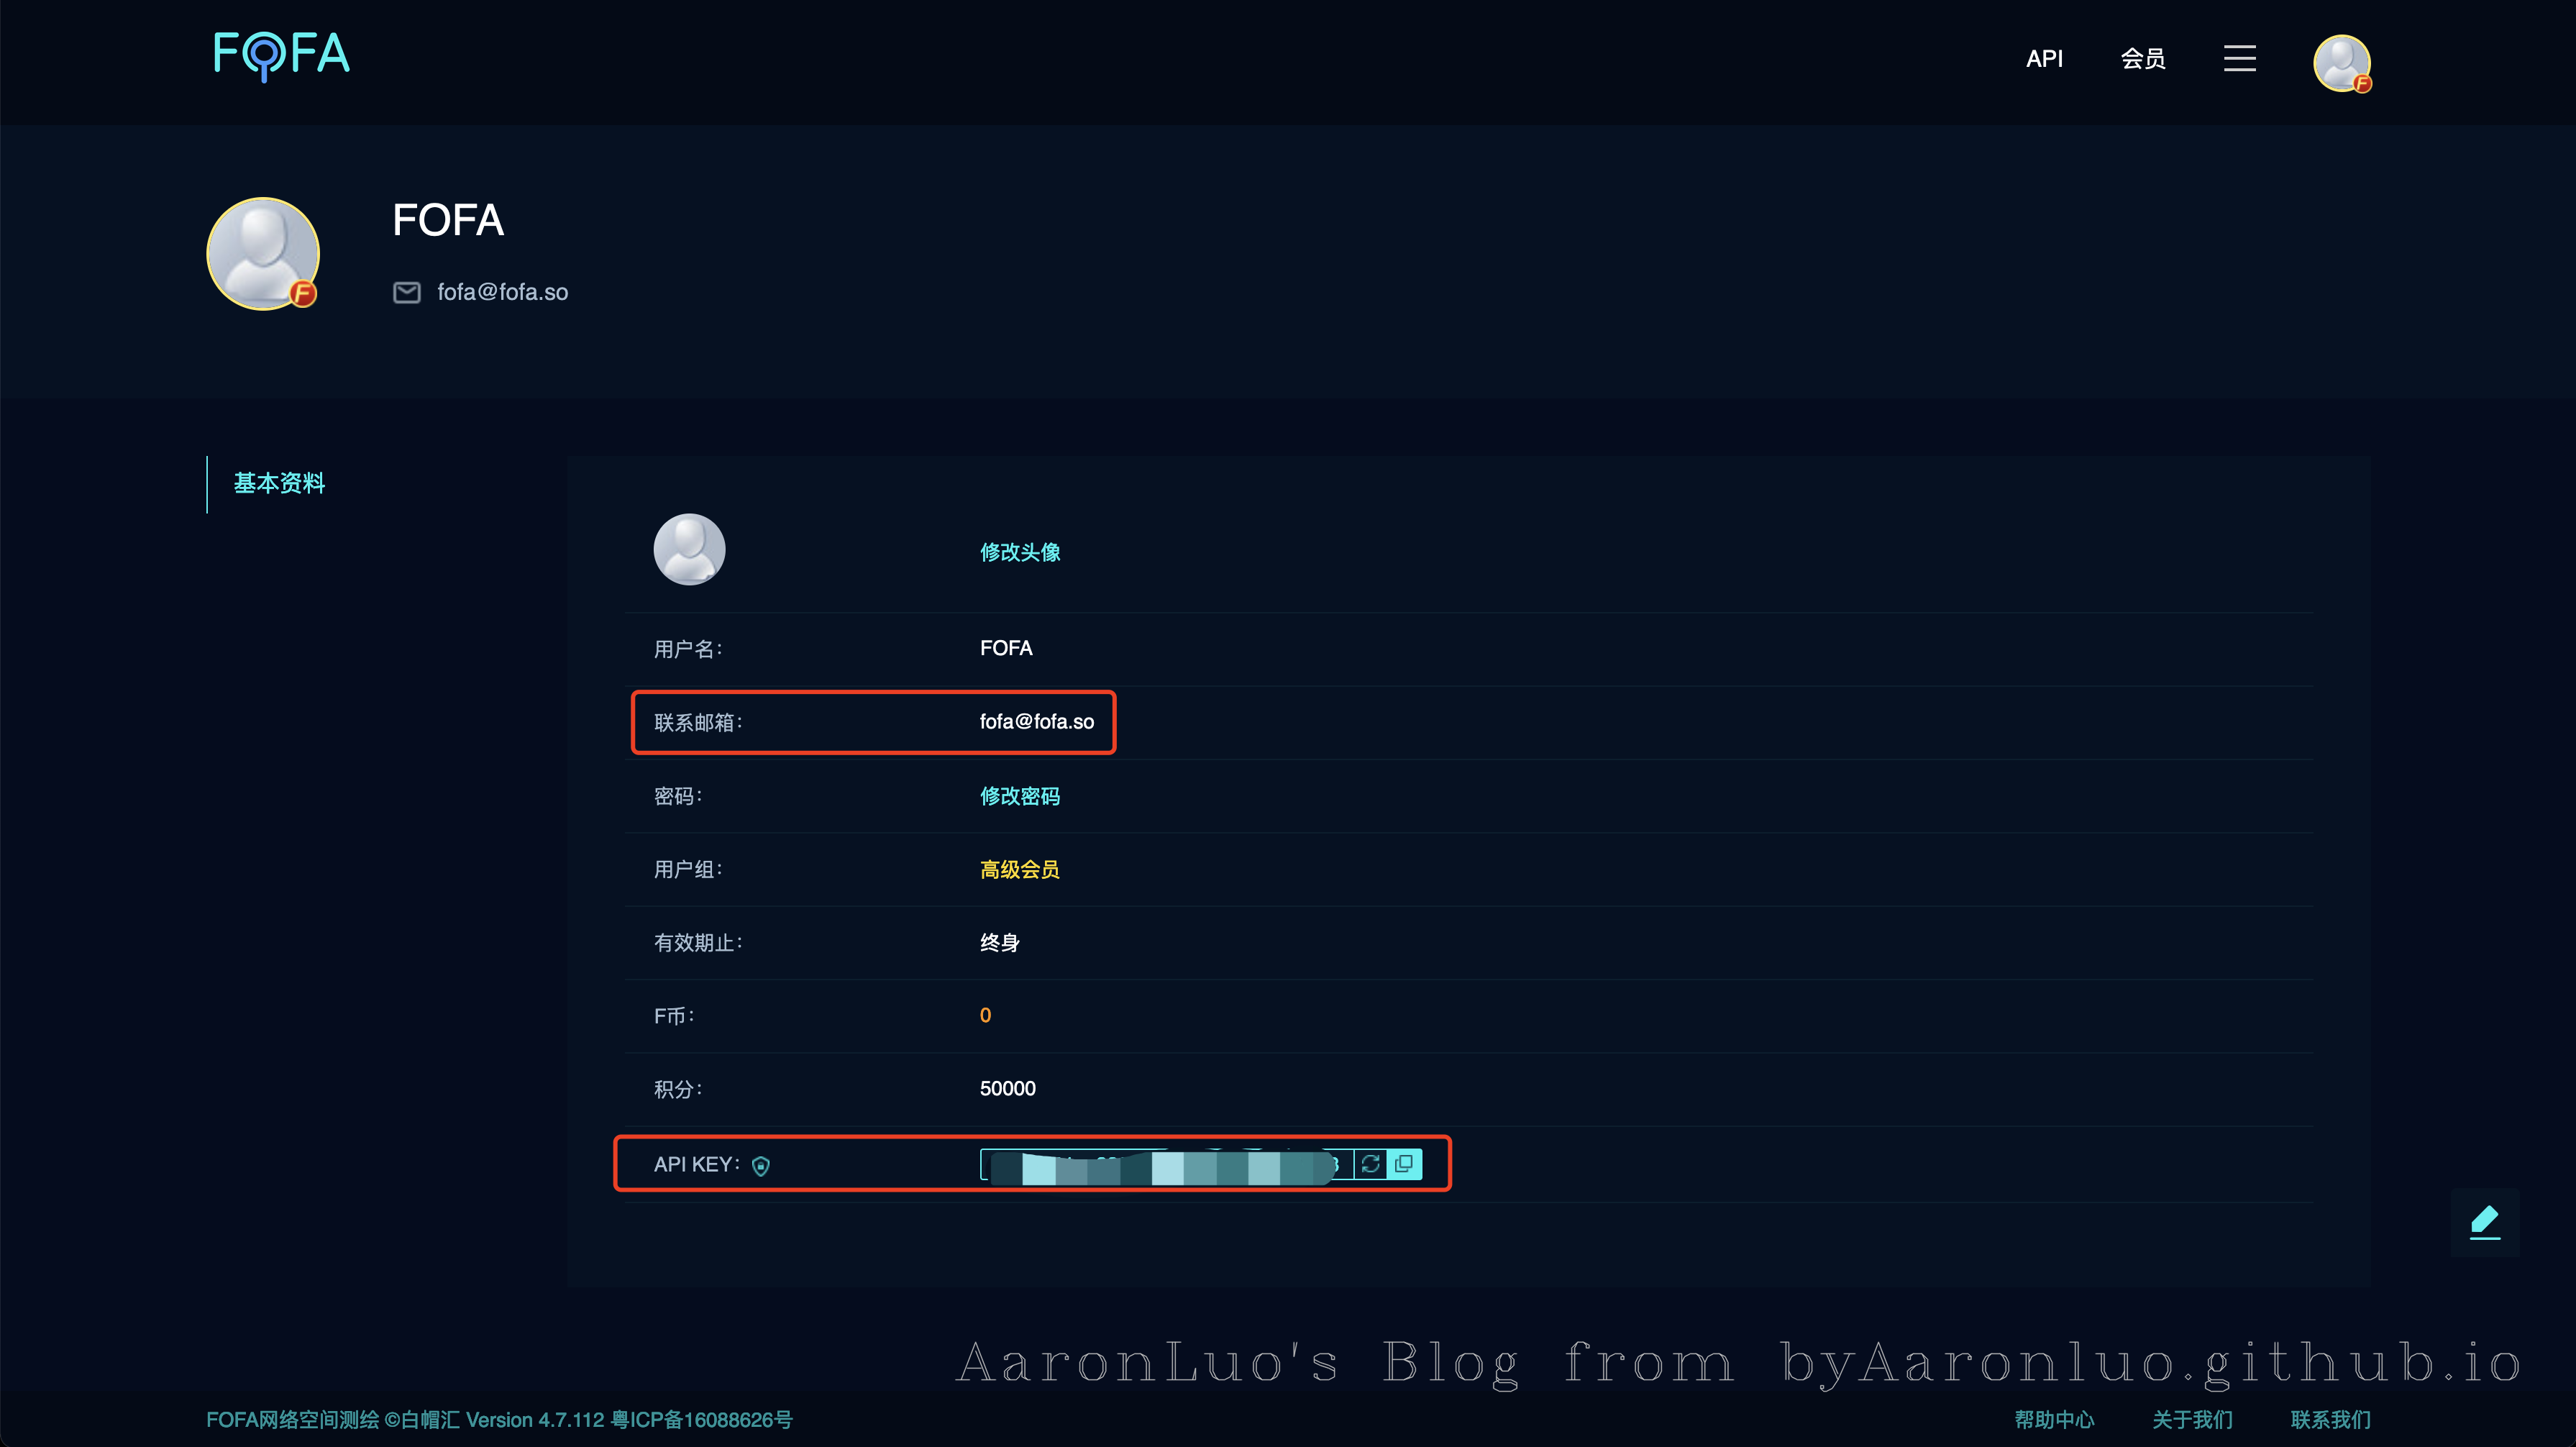 FOFA
API
会员
FOFA
fofa@fofa.so
基本资料
修改头像
用户名：
FOFA
联系邮箱：
fofa@fofa.so
密码：
修改密码
用户组：
高级会员
有效期止：
终身
F币：
0
积分：
50000
API KEY：
AaronLuo's Blog from byAaronluo.github.io
FOFA网络空间测绘 ©白帽汇 Version 4.7.112 粤ICP备16088626号
帮助中心
关于我们
联系我们